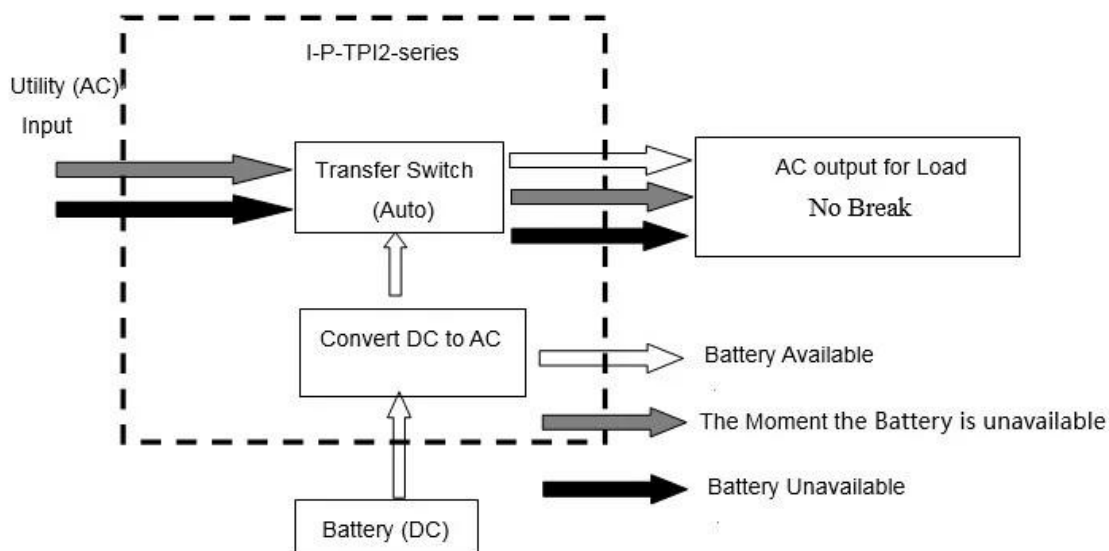 I-P-TPI2-series
Utility (AC)
Input
Transfer Switch
(Auto)
AC output for Load
No Break
Convert DC to AC
Battery Available
The Moment the Battery is unavailable
Battery Unavailable
Battery (DC)